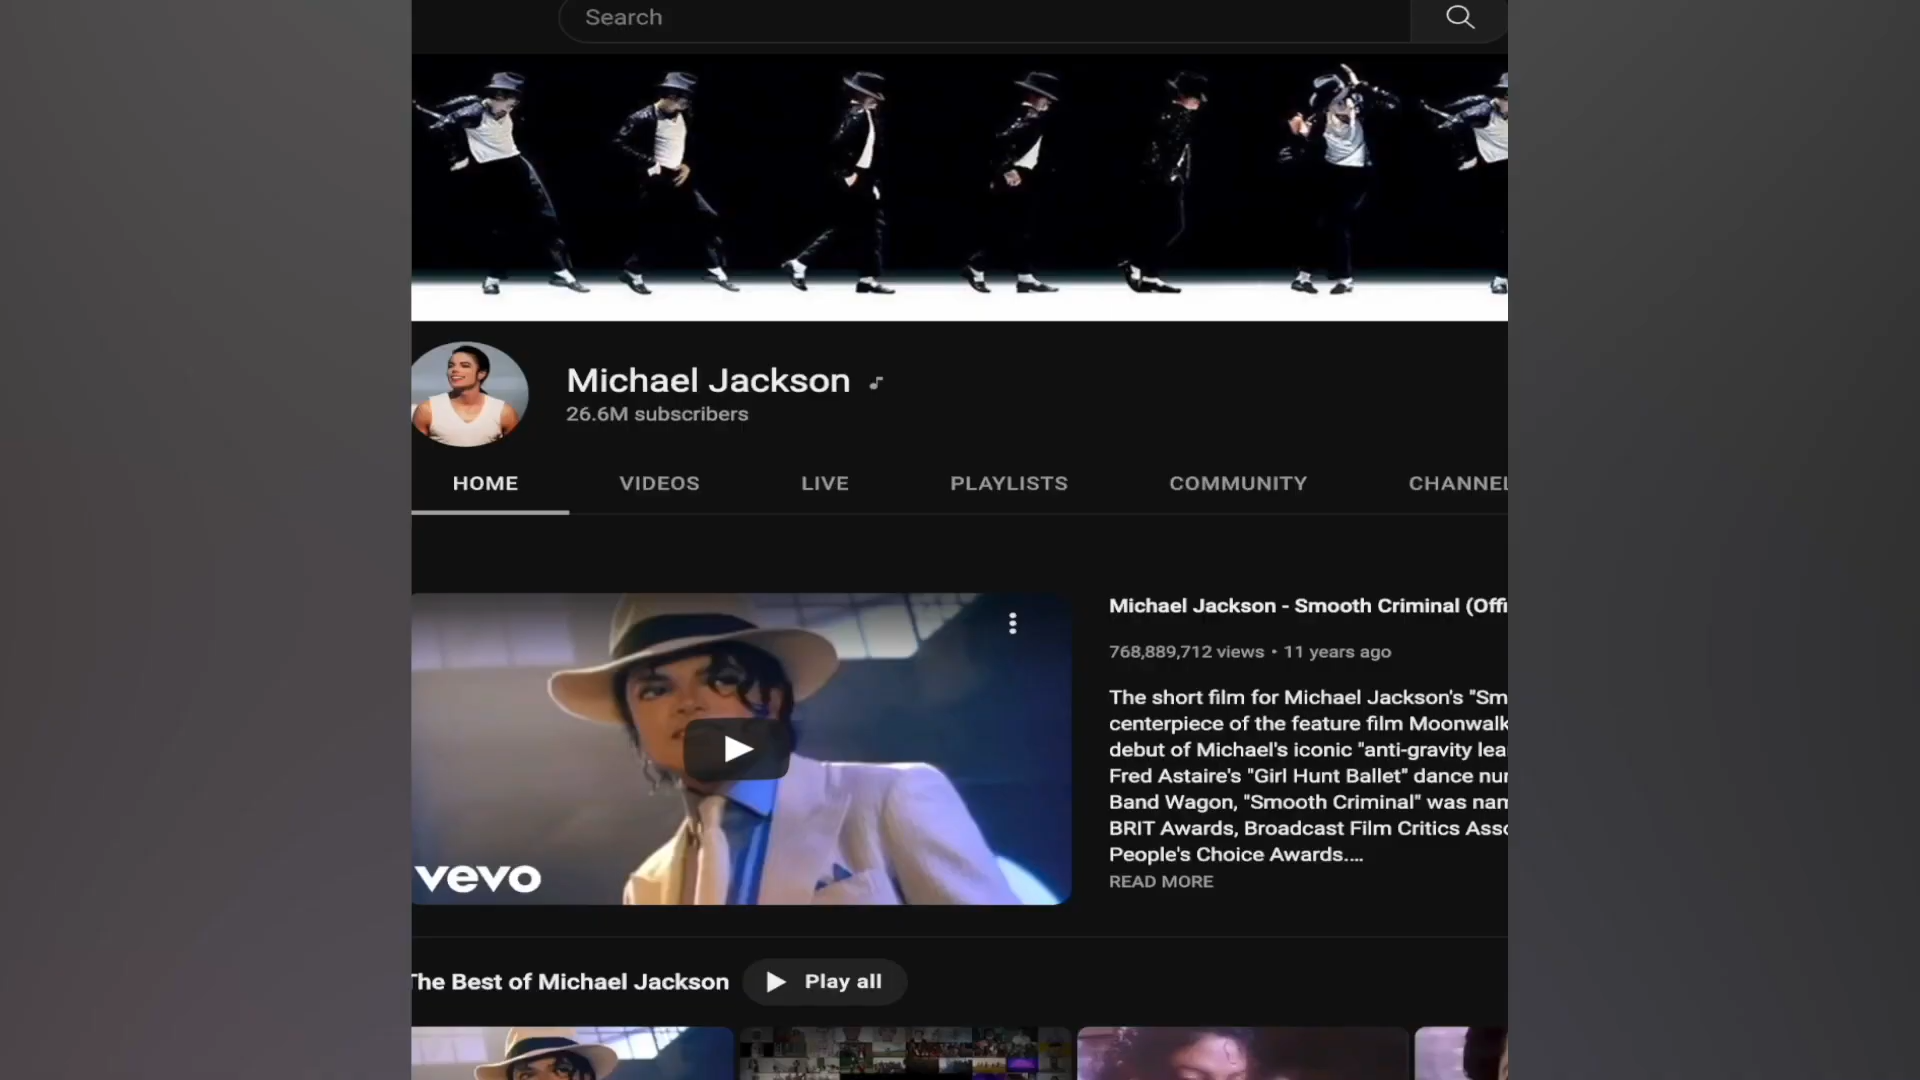 Search
Michael Jackson
26.6M subscribers
HOME VIDEOS LIVE PLAYLISTS COMMUNITY CHANNEL
Michael Jackson - Smooth Criminal (Offi
768,889,712 views • 11 years ago
The short film for Michael Jackson's "Sm
centerpiece of the feature film Moonwalk
debut of Michael's iconic "anti-gravity lea
Fred Astaire's "Girl Hunt Ballet" dance nu
Band Wagon, "Smooth Criminal" was nam
BRIT Awards, Broadcast Film Critics Asso
People's Choice Awards....
READ MORE
vevo
The Best of Michael Jackson Play all